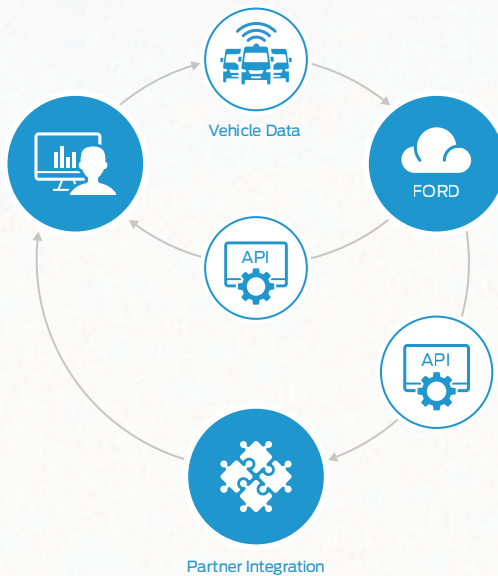 Vehicle Data
FORD
API
API
Partner Integration